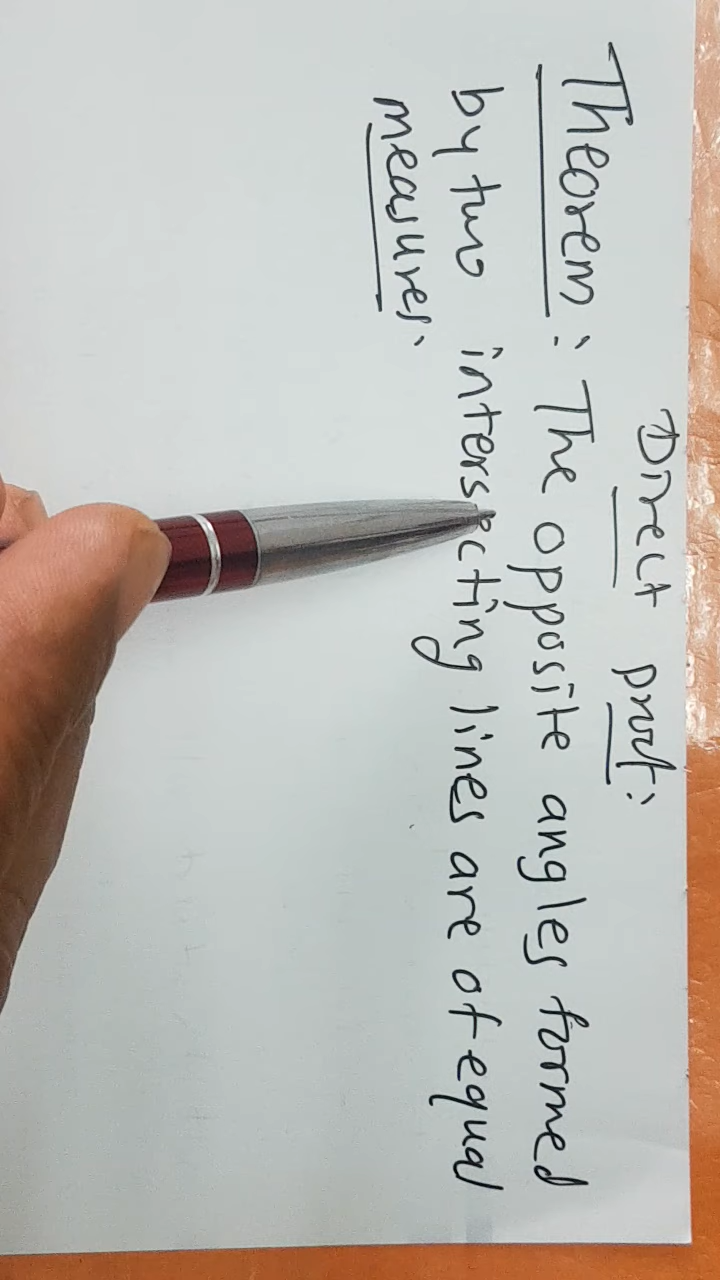 Direct proof:
Theorem: The opposite angles formed
by two intersecting lines are of equal
measures.